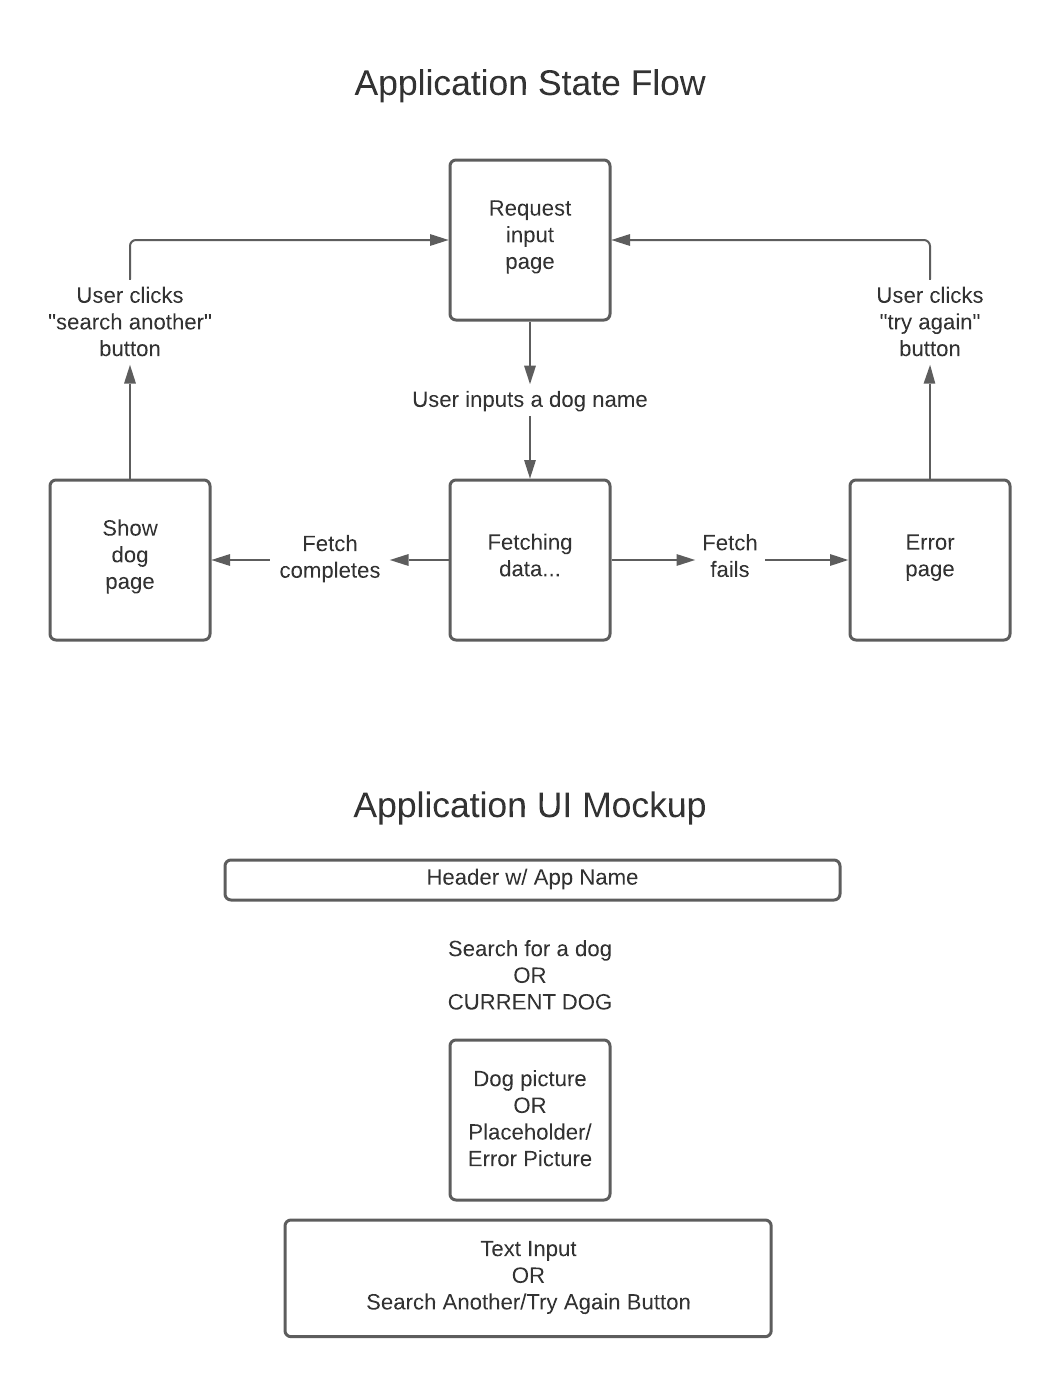 Application State Flow
Request
input
page
User clicks
"search another"
button
User clicks
"try again"
button
User inputs a dog name
Show
dog
page
Fetch
completes
Fetching
data...
Fetch
fails
Error
page
Application UI Mockup
Header w/ App Name
Search for a dog
OR
CURRENT DOG
Dog picture
OR
Placeholder/
Error Picture
Text Input
OR
Search Another/Try Again Button